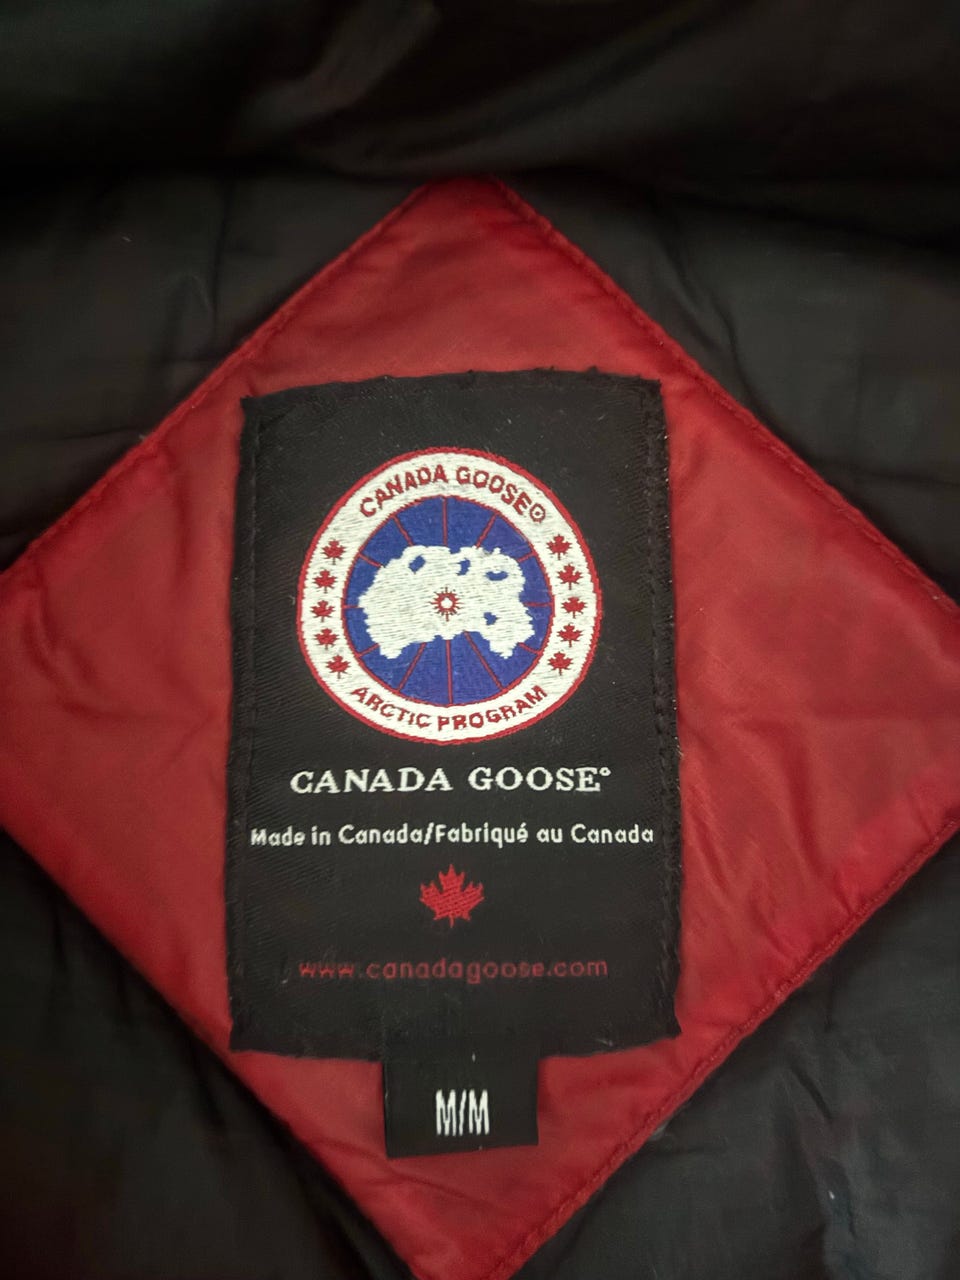 CANADA GOOSE®
ARCTIC PROGRAM
CANADA GOOSE®
Made in Canada/Fabriqué au Canada
www.canadagoose.com
M/M